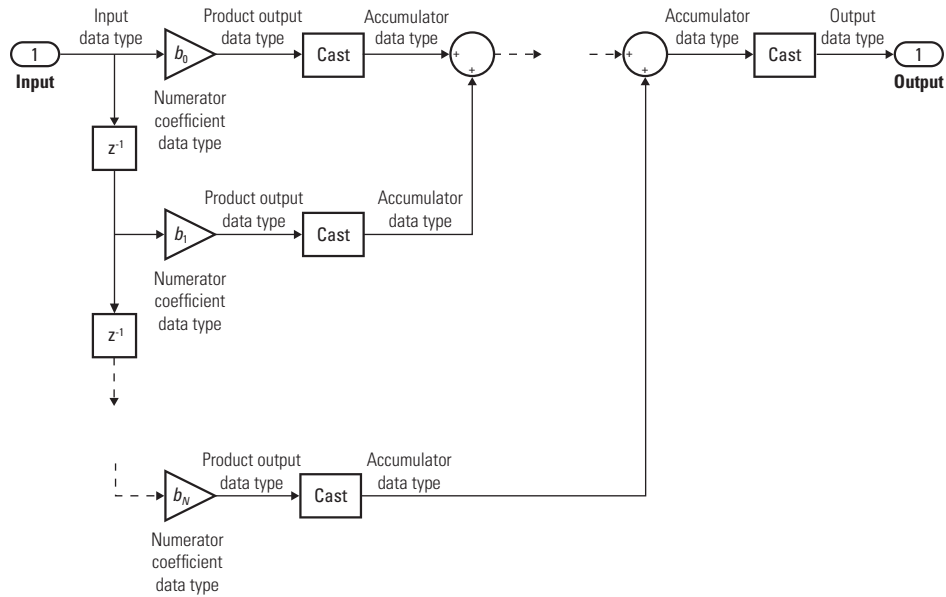 Input
data type
Product output
data type
Accumulator
data type
Accumulator
data type
Output
data type
1
Input
b0
Cast
+
+
+
+
Cast
1
Output
Numerator
coefficient
data type
z-1
Product output
data type
Accumulator
data type
b1
Cast
Numerator
coefficient
data type
z-1
Product output
data type
Accumulator
data type
bN
Cast
Numerator
coefficient
data type